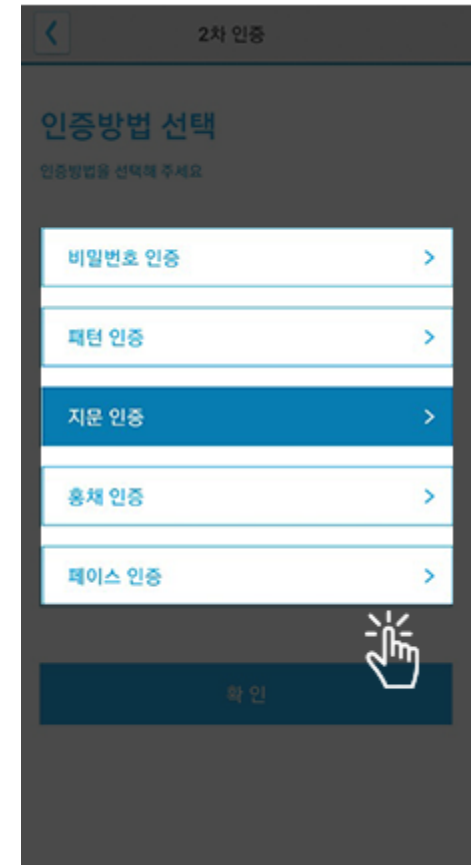 2차 인증
인증방법 선택
인증방법을 선택해 주세요
비밀번호 인증
패턴 인증
지문 인증
홍채 인증
페이스 인증
확 인